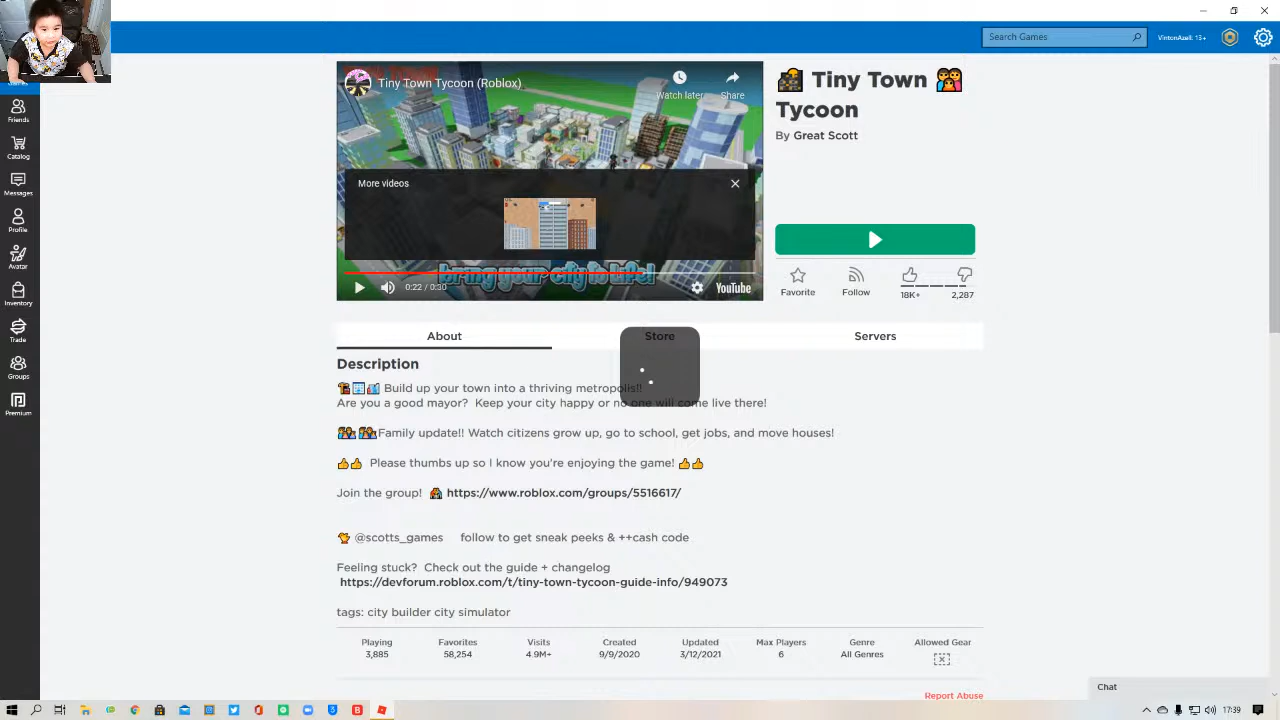 Search Games
VintonAzell: 13+
Friends
Catalog
Messages
Profile
Avatar
Inventory
Trade
Groups
Premium
Tiny Town Tycoon (Roblox)
Watch later
Share
More videos
bring your city to life!
0:22 / 0:30
YouTube
Tiny Town
Tycoon
By Great Scott
Favorite
Follow
18K+
2,287
About
Store
Servers
Description
Build up your town into a thriving metropolis!!
Are you a good mayor? Keep your city happy or no one will come live there!
Family update!! Watch citizens grow up, go to school, get jobs, and move houses!
Please thumbs up so I know you're enjoying the game!
Join the group! https://www.roblox.com/groups/5516617/
@scotts_games follow to get sneak peeks & ++cash code
Feeling stuck? Check out the guide + changelog
https://devforum.roblox.com/t/tiny-town-tycoon-guide-info/949073
tags: city builder city simulator
Playing Favorites Visits Created Updated Max Players Genre Allowed Gear
3,885 58,254 4.9M+ 9/9/2020 3/12/2021 6 All Genres
Report Abuse
Chat
17:39